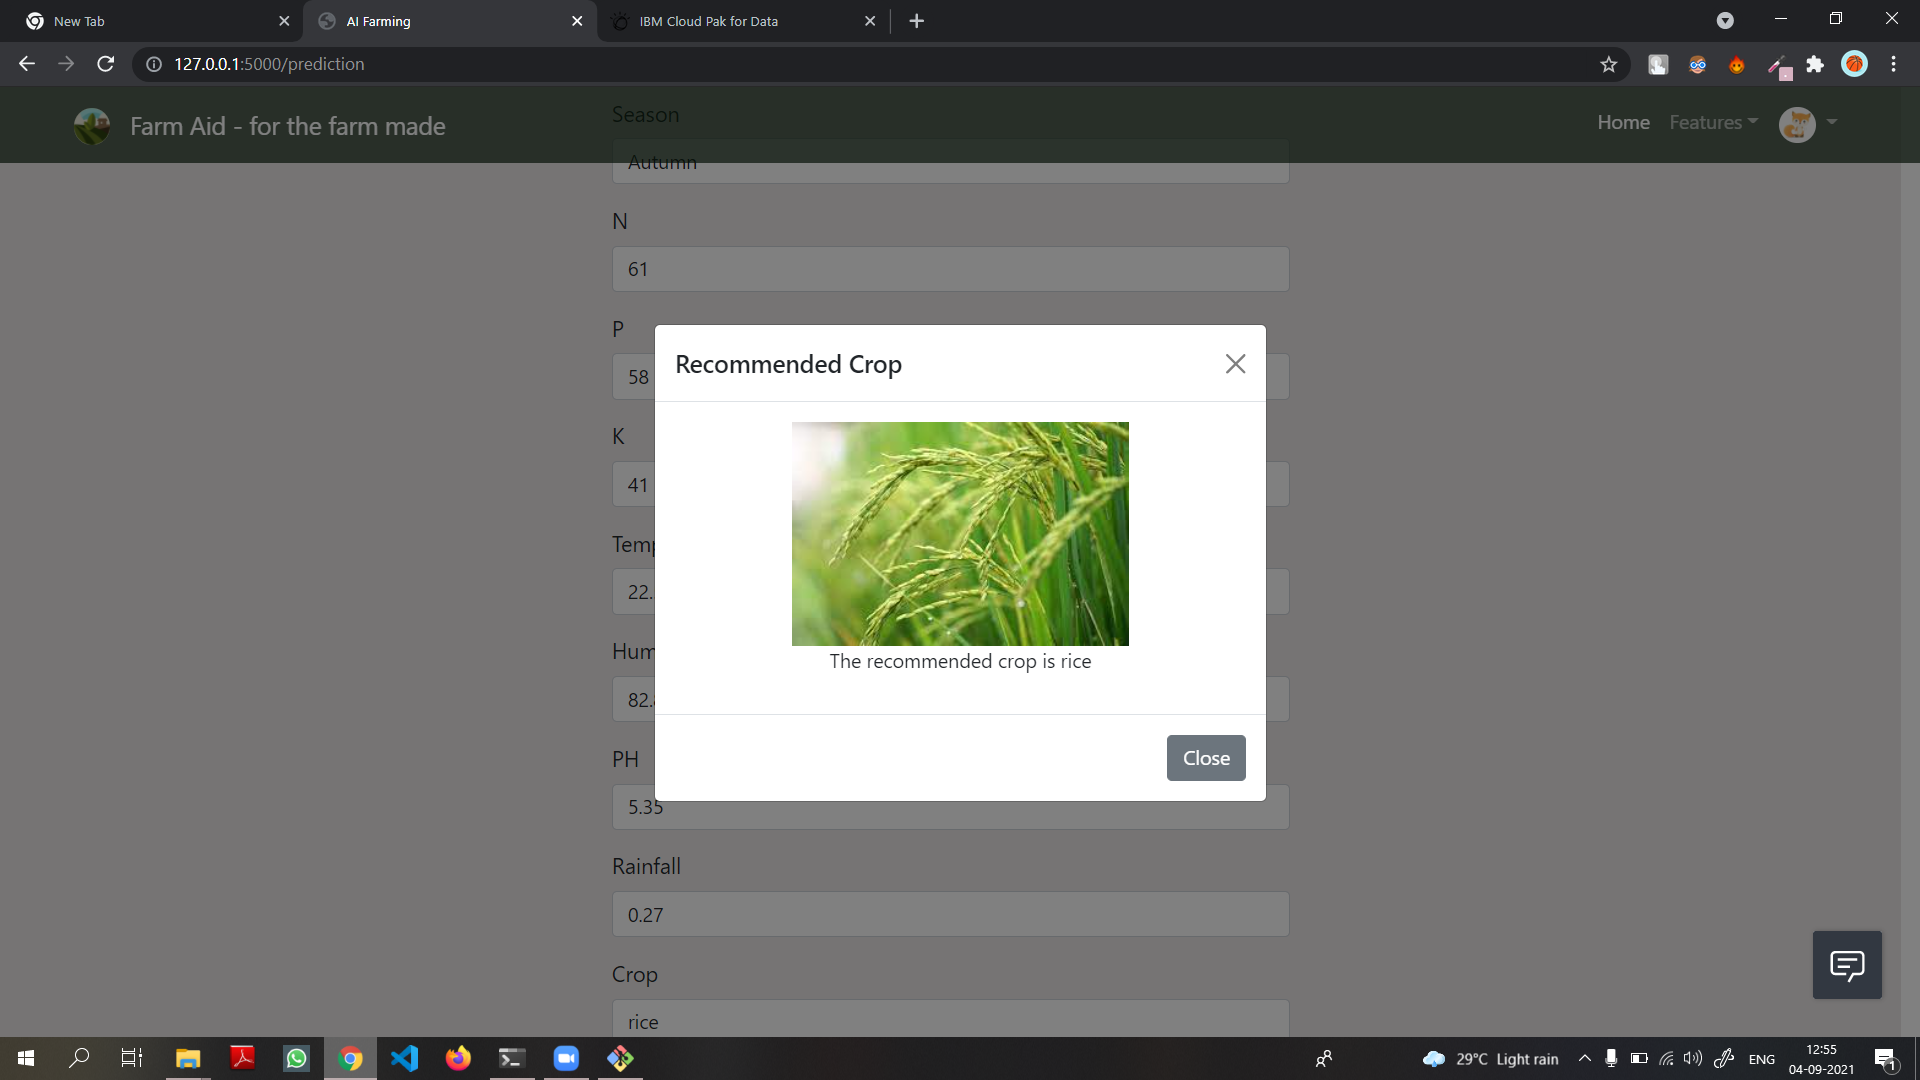 New Tab
AI Farming
IBM Cloud Pak for Data
127.0.0.1:5000/prediction
Farm Aid - for the farm made
Home
Features
Season
Autumn
N
61
P
58
K
41
22.
82.
PH
5.35
Rainfall
0.27
Crop
rice
Recommended Crop
The recommended crop is rice
Close
29°C Light rain
ENG
12:55
04-09-2021
1